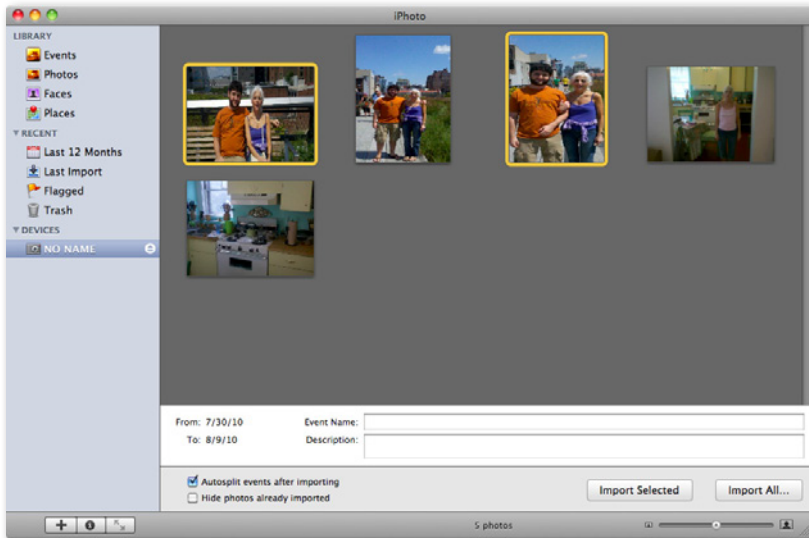 iPhoto
LIBRARY
Events
Photos
Faces
Places
RECENT
Last 12 Months
Last Import
Flagged
Trash
DEVICES
NO NAME
From: 7/30/10
To: 8/9/10
Event Name:
Description:
Autosplit events after importing
Hide photos already imported
Import Selected
Import All...
5 photos